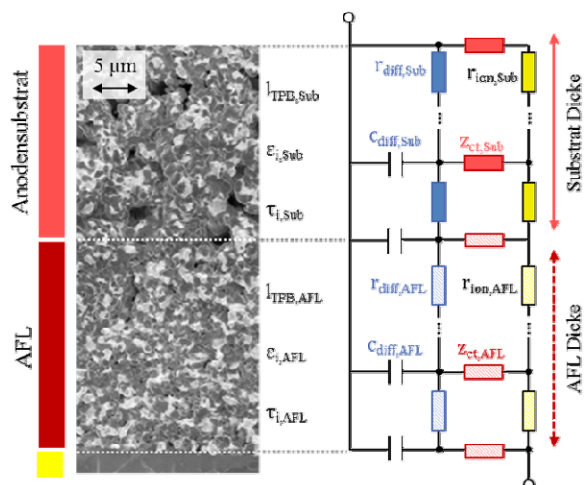 Anodensubstrat
AFL
5 µm
l_TPB,Sub
ε_i,Sub
τ_i,Sub
l_TPB,AFL
ε_i,AFL
τ_i,AFL
r_diff,Sub
r_ion,Sub
c_diff,Sub
z_ct,Sub
r_diff,AFL
r_ion,AFL
c_diff,AFL
z_ct,AFL
Substrat Dicke
AFL Dicke